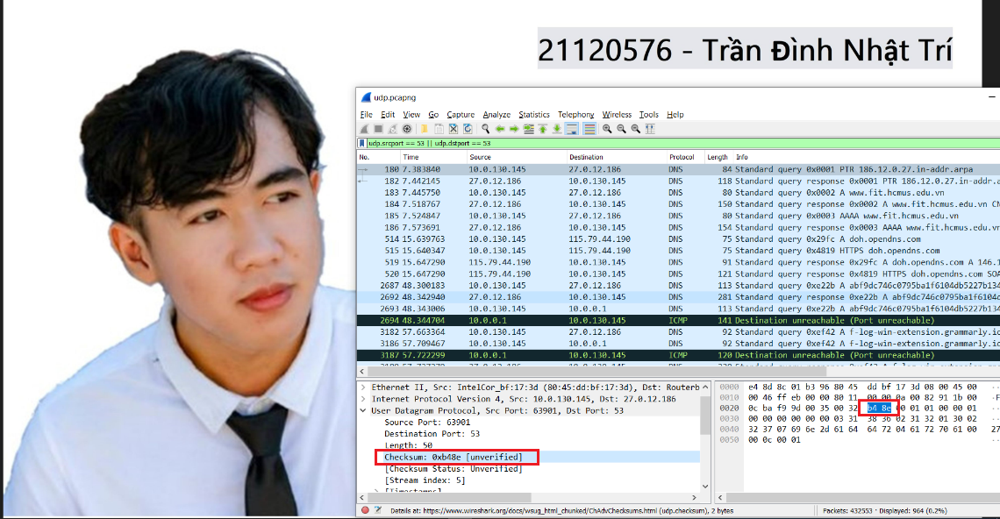 21120576 - Trần Đình Nhật Trí
udp.pcapng
File Edit View Go Capture Analyze Statistics Telephony Wireless Tools Help
udp.srcport == 53 || udp.dstport == 53
No. Time Source Destination Protocol Length Info
180 7.383840 10.0.130.145 27.0.12.186 DNS 84 Standard query 0x0001 PTR 186.12.0.27.in-addr.arpa
182 7.442145 27.0.12.186 10.0.130.145 DNS 118 Standard query response 0x0001 PTR 186.12.0.27.in-addr.a
183 7.445750 10.0.130.145 27.0.12.186 DNS 80 Standard query 0x0002 A www.fit.hcmus.edu.vn
184 7.518767 27.0.12.186 10.0.130.145 DNS 150 Standard query response 0x0002 A www.fit.hcmus.edu.vn CN
185 7.524847 10.0.130.145 27.0.12.186 DNS 80 Standard query 0x0003 AAAA www.fit.hcmus.edu.vn
186 7.573691 27.0.12.186 10.0.130.145 DNS 154 Standard query response 0x0003 AAAA www.fit.hcmus.edu.vn
514 15.639763 10.0.130.145 115.79.44.190 DNS 75 Standard query 0x29fc A doh.opendns.com
515 15.640347 10.0.130.145 115.79.44.190 DNS 75 Standard query 0x4819 HTTPS doh.opendns.com
519 15.647290 115.79.44.190 10.0.130.145 DNS 91 Standard query response 0x29fc A doh.opendns.com A 146.1
520 15.647290 115.79.44.190 10.0.130.145 DNS 121 Standard query response 0x4819 HTTPS doh.opendns.com SOA
2687 48.300183 10.0.130.145 27.0.12.186 DNS 113 Standard query 0xe22b A abf9dc746c0795ba1f6104db5227b134
2692 48.342940 27.0.12.186 10.0.130.145 DNS 281 Standard query response 0xe22b A abf9dc746c0795ba1f6104d
2693 48.343006 10.0.130.145 10.0.0.1 DNS 113 Standard query 0xe22b A abf9dc746c0795ba1f6104db5227b134
2694 48.344704 10.0.0.1 10.0.130.145 ICMP 141 Destination unreachable (Port unreachable)
3182 57.663364 10.0.130.145 27.0.12.186 DNS 92 Standard query 0xef42 A f-log-win-extension.grammarly.io
3186 57.709467 10.0.130.145 10.0.0.1 DNS 92 Standard query 0xef42 A f-log-win-extension.grammarly.io
3187 57.722299 10.0.0.1 10.0.130.145 ICMP 120 Destination unreachable (Port unreachable)
Ethernet II, Src: IntelCor_bf:17:3d (80:45:dd:bf:17:3d), Dst: Routerb
Internet Protocol Version 4, Src: 10.0.130.145, Dst: 27.0.12.186
User Datagram Protocol, Src Port: 63901, Dst Port: 53
Source Port: 63901
Destination Port: 53
Length: 50
Checksum: 0xb48e [unverified]
[Checksum Status: Unverified]
[Stream index: 5]
[Timestamps]
0000 e4 8d 8c 01 b3 96 80 45 dd bf 17 3d 08 00 45 00
0010 00 46 ff eb 00 00 80 11 00 00 0a 00 82 91 1b 00
0020 0c ba f9 9d 00 35 00 32 b4 8e 00 01 01 00 00 01
0030 00 00 00 00 00 00 03 31 38 36 02 31 32 01 30 02
0040 32 37 07 69 6e 2d 61 64 64 72 04 61 72 70 61 00
0050 00 0c 00 01
Details at: https://www.wireshark.org/docs/wsug_html_chunked/ChAdvChecksums.html (udp.checksum), 2 bytes
Packets: 432553 · Displayed: 964 (0.2%)